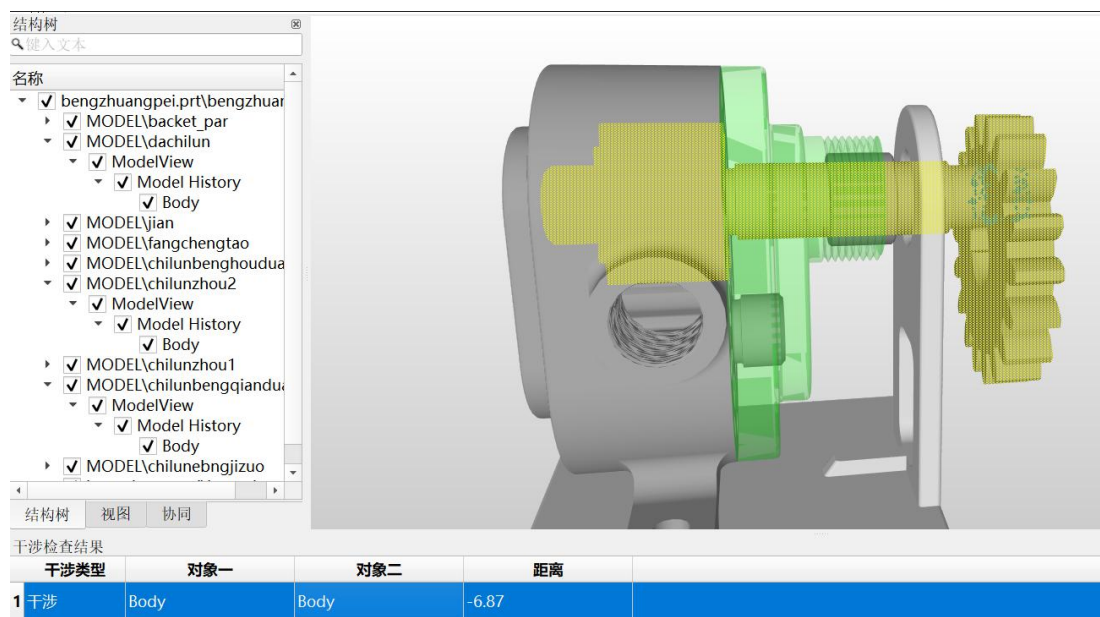 结构树
键入文本
名称
bengzhuangpei.prt\bengzhuar
MODEL\backet_par
MODEL\dachilun
ModelView
Model History
Body
MODEL\jian
MODEL\fangchengtao
MODEL\chilunbenghoudua
MODEL\chilunzhou2
ModelView
Model History
Body
MODEL\chilunzhou1
MODEL\chilunbengqiandua
ModelView
Model History
Body
MODEL\chilunebngjizuo
结构树 视图 协同
干涉检查结果
干涉类型 对象一 对象二 距离
1 干涉 Body Body -6.87